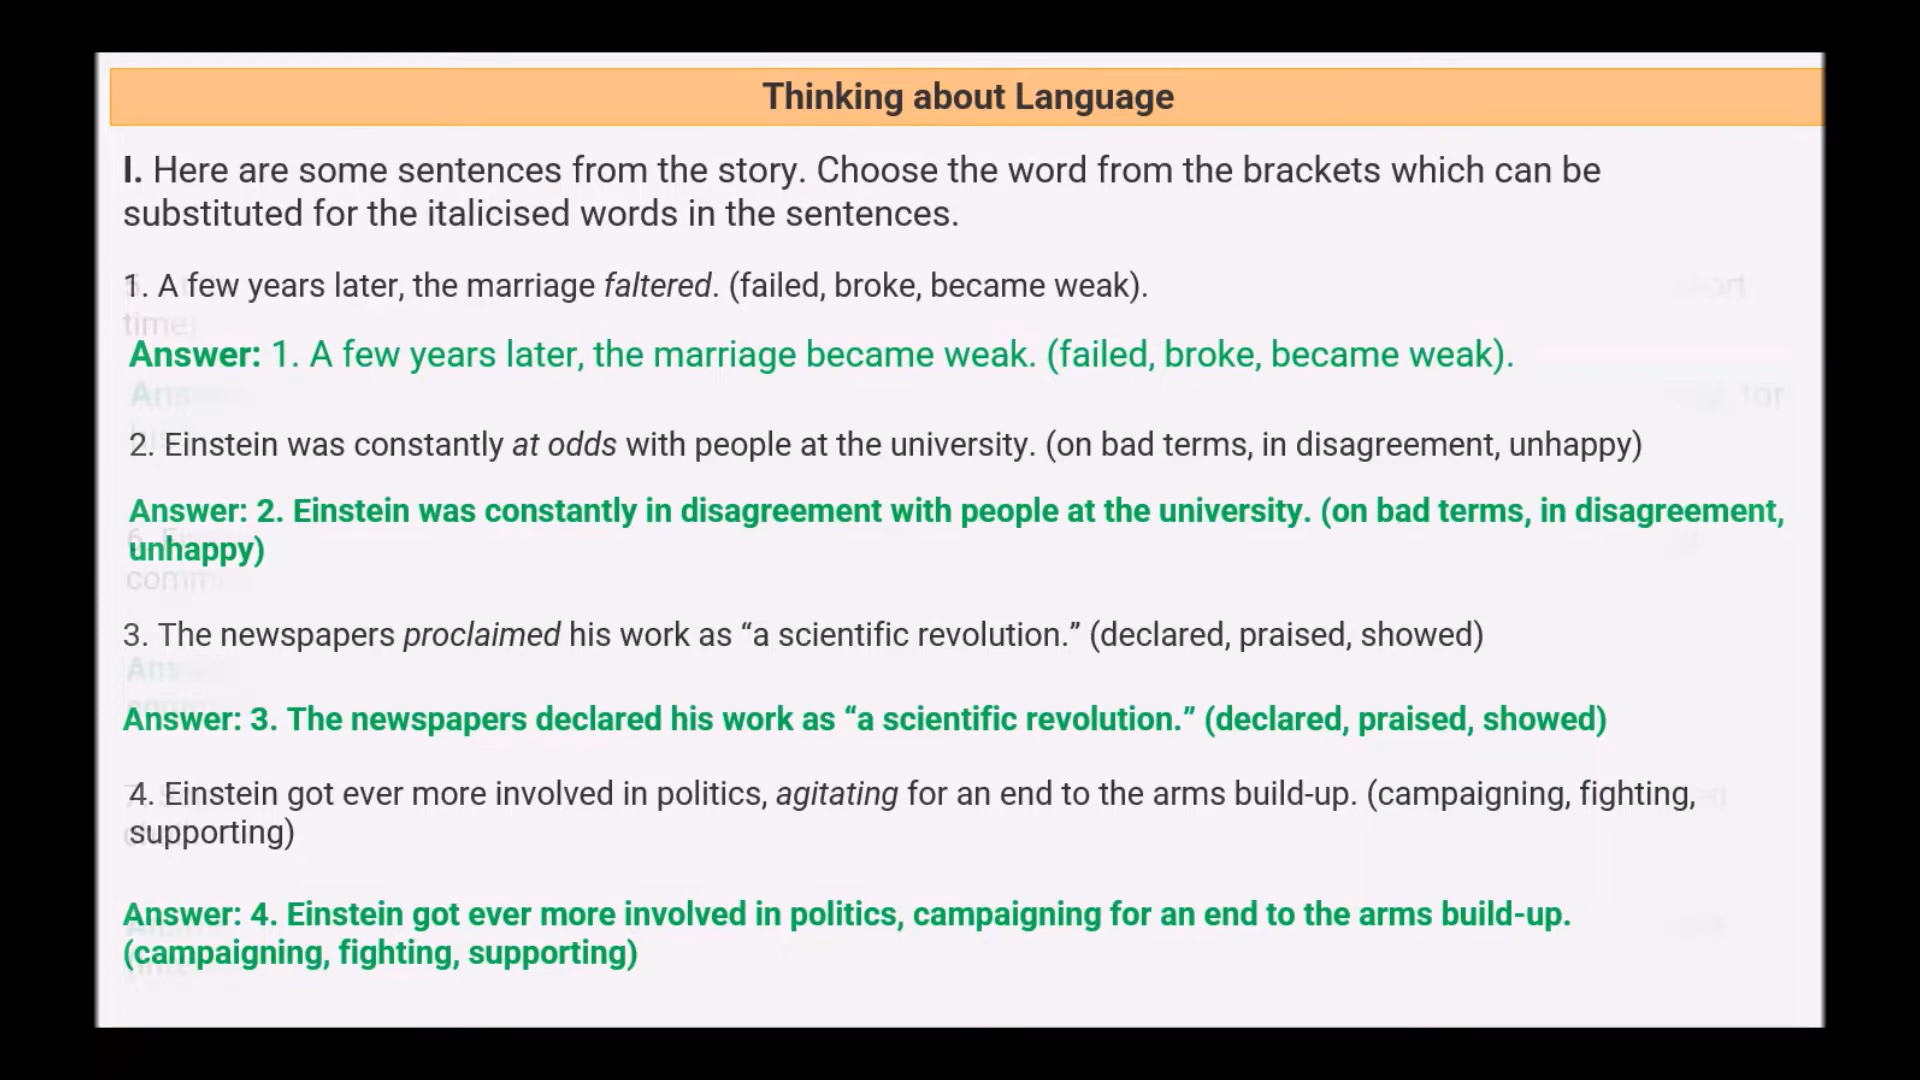 Thinking about Language
I. Here are some sentences from the story. Choose the word from the brackets which can be
substituted for the italicised words in the sentences.
1. A few years later, the marriage faltered. (failed, broke, became weak).
Answer: 1. A few years later, the marriage became weak. (failed, broke, became weak).
2. Einstein was constantly at odds with people at the university. (on bad terms, in disagreement, unhappy)
Answer: 2. Einstein was constantly in disagreement with people at the university. (on bad terms, in disagreement,
unhappy)
3. The newspapers proclaimed his work as “a scientific revolution.” (declared, praised, showed)
Answer: 3. The newspapers declared his work as “a scientific revolution.” (declared, praised, showed)
4. Einstein got ever more involved in politics, agitating for an end to the arms build-up. (campaigning, fighting,
supporting)
Answer: 4. Einstein got ever more involved in politics, campaigning for an end to the arms build-up.
(campaigning, fighting, supporting)